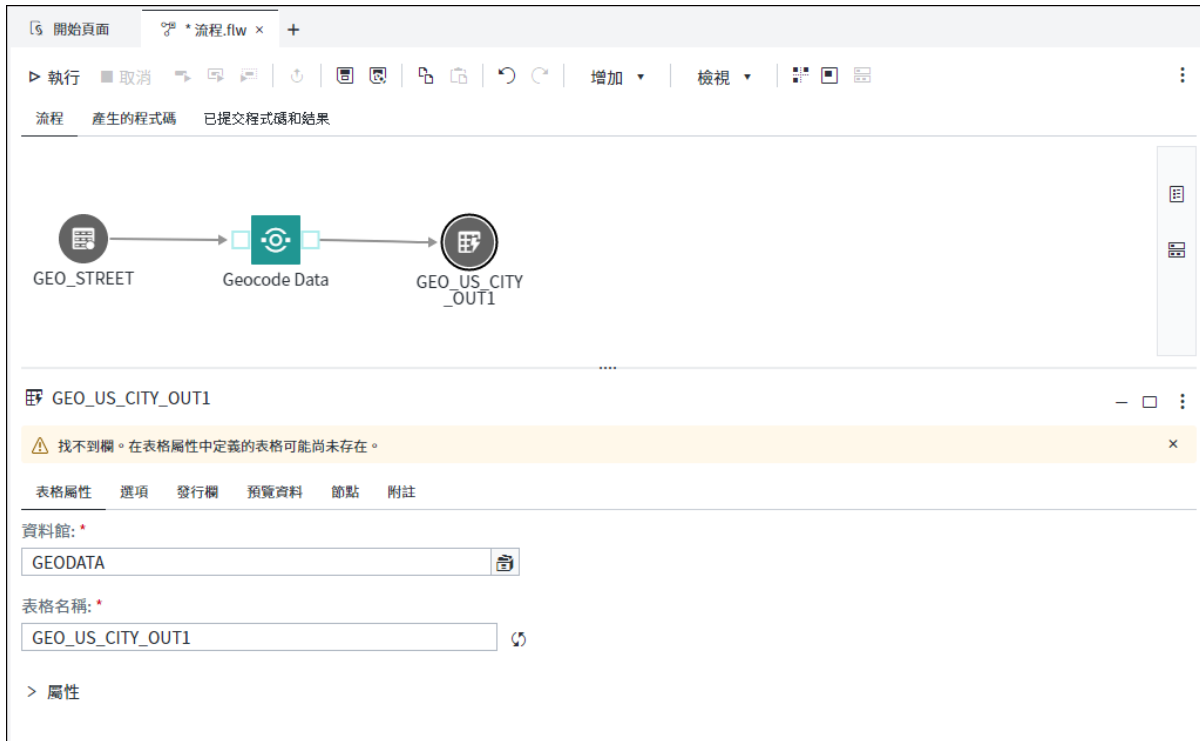 開始頁面
* 流程.flw ×
+
執行
取消
增加
檢視
流程
產生的程式碼
已提交程式碼和結果
GEO_STREET
Geocode Data
GEO_US_CITY
_OUT1
GEO_US_CITY_OUT1
找不到欄。在表格屬性中定義的表格可能尚未存在。
表格屬性
選項
發行欄
預覽資料
節點
附註
資料館: *
GEODATA
表格名稱: *
GEO_US_CITY_OUT1
屬性